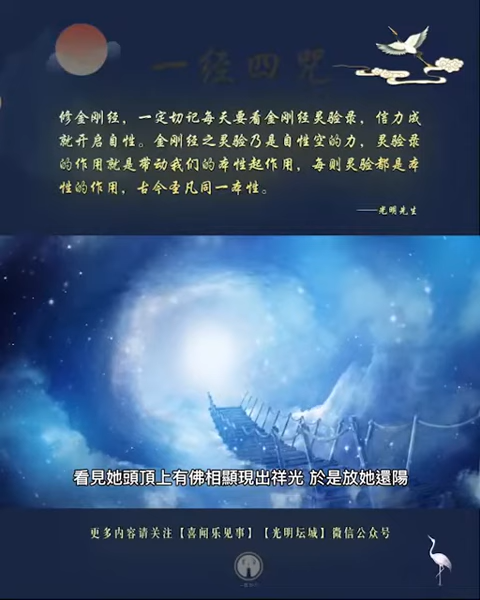 一经四咒
修金刚经，一定切记每天要看金刚经灵验录，信力成
就开启自性。金刚经之灵验乃是自性空的力，灵验录
的作用就是带动我们的本性起作用，每则灵验都是本
性的作用，古今圣凡同一本性。
——光明先生
看見她頭頂上有佛相顯現出祥光 於是放她還陽
更多内容请关注【喜闻乐见事】【光明坛城】微信公众号